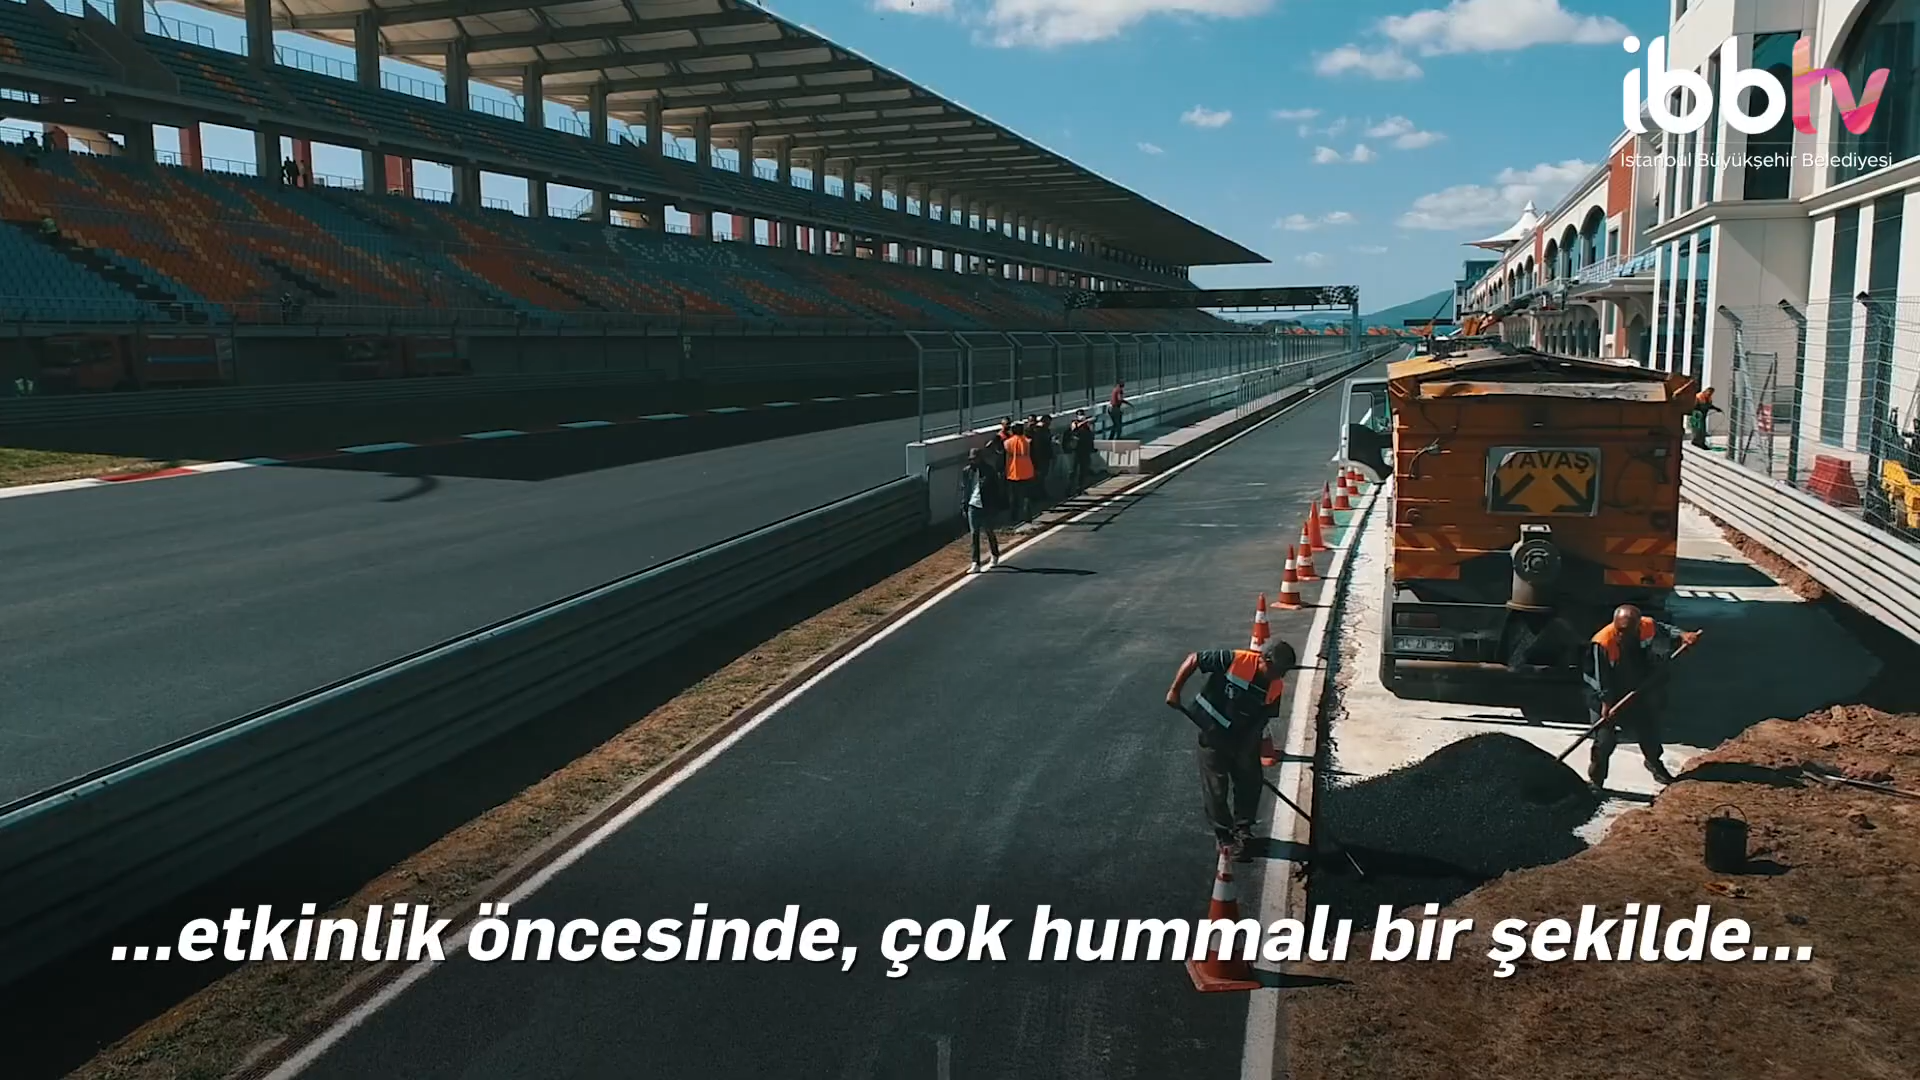 ibbtv
İstanbul Büyükşehir Belediyesi
YAVAŞ
...etkinlik öncesinde, çok hummalı bir şekilde...